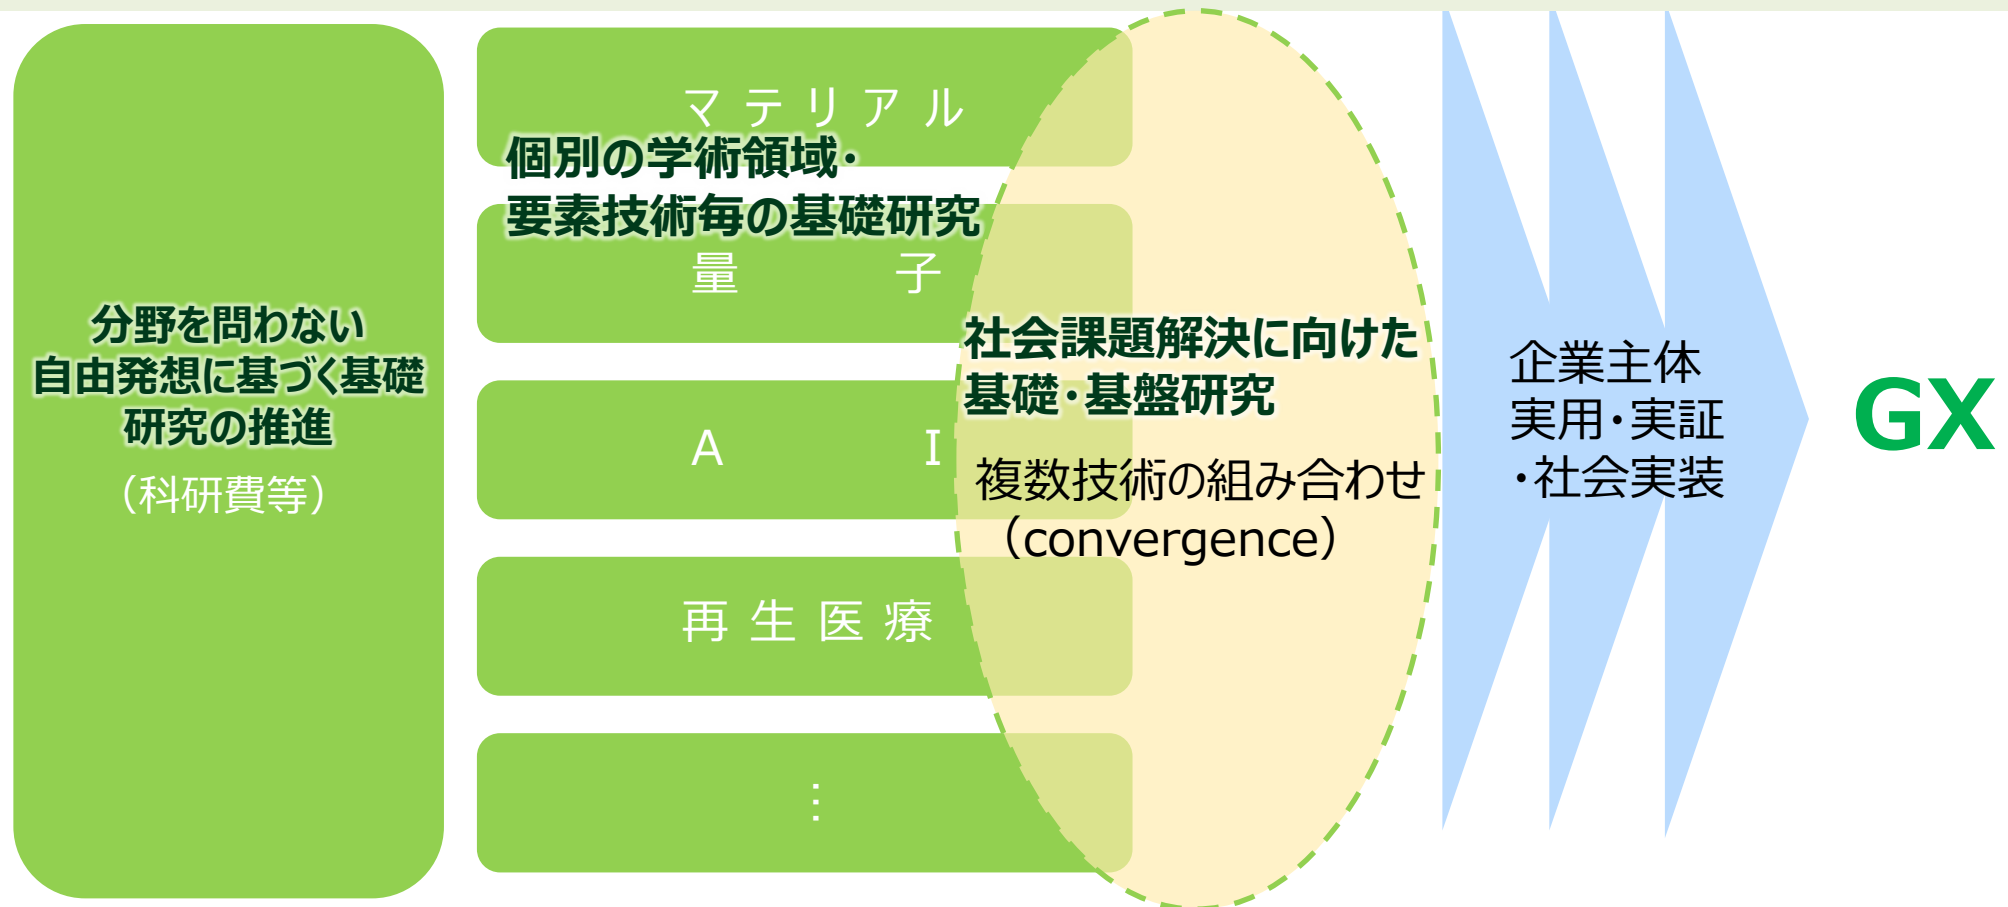 分野を問わない
自由発想に基づく基礎
研究の推進
（科研費等）
マテリアル
個別の学術領域・
要素技術毎の基礎研究
量　子
A　I
再生医療
…
社会課題解決に向けた
基礎・基盤研究
複数技術の組み合わせ
（convergence）
企業主体
実用・実証
・社会実装
GX